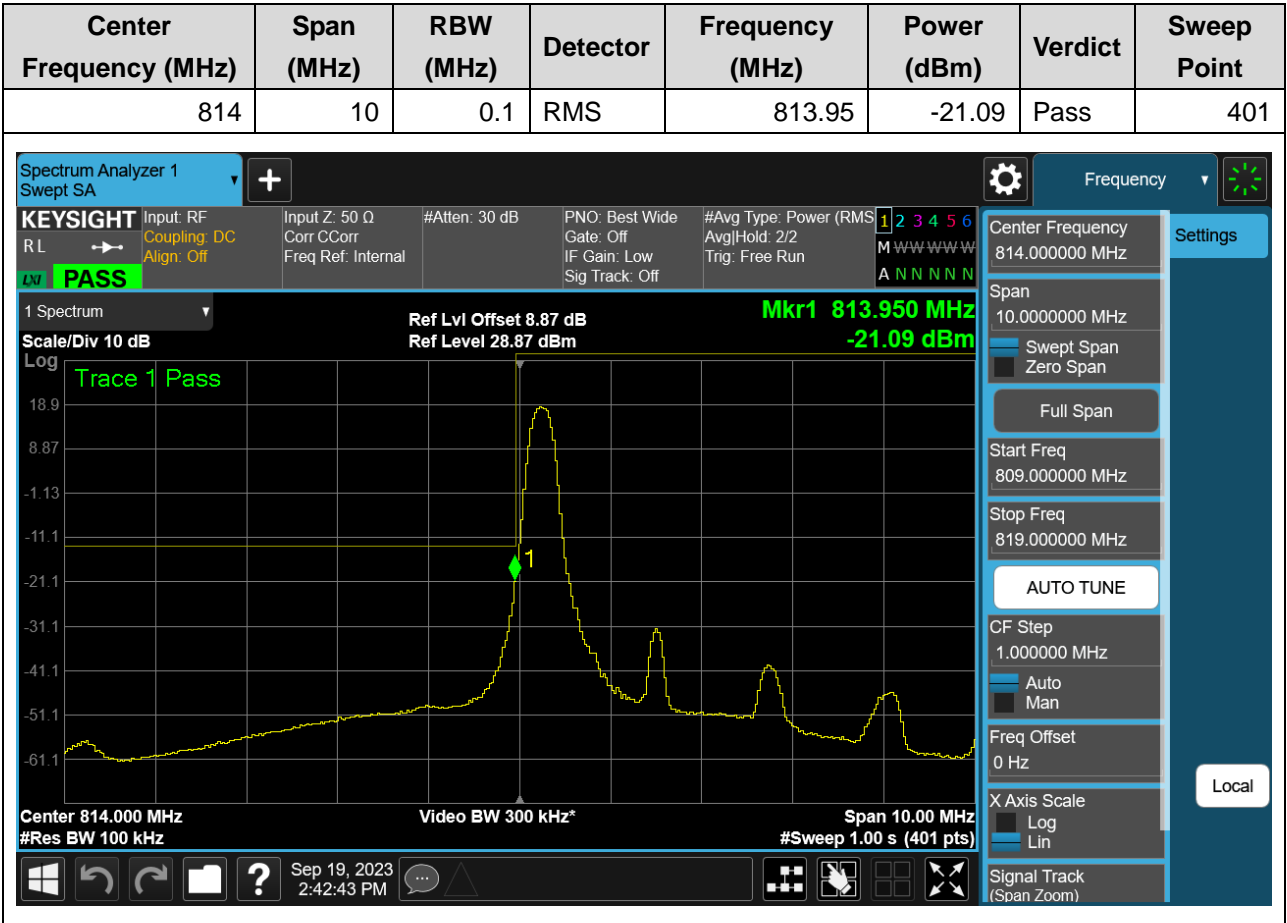 Center Frequency (MHz) Span (MHz) RBW (MHz) Detector Frequency (MHz) Power (dBm) Verdict Sweep Point
814 10 0.1 RMS 813.95 -21.09 Pass 401
Spectrum Analyzer 1
Swept SA
Frequency
KEYSIGHT
R L
LXI PASS
Input: RF
Coupling: DC
Align: Off
Input Z: 50 Ω
Corr CCorr
Freq Ref: Internal
#Atten: 30 dB
PNO: Best Wide
Gate: Off
IF Gain: Low
Sig Track: Off
#Avg Type: Power (RMS
Avg|Hold: 2/2
Trig: Free Run
1 2 3 4 5 6
M W W W W W
A N N N N N
1 Spectrum
Scale/Div 10 dB
Ref Lvl Offset 8.87 dB
Ref Level 28.87 dBm
Mkr1 813.950 MHz
-21.09 dBm
Log
Trace 1 Pass
18.9
8.87
-1.13
-11.1
1
-21.1
-31.1
-41.1
-51.1
-61.1
Center 814.000 MHz
#Res BW 100 kHz
Video BW 300 kHz*
Span 10.00 MHz
#Sweep 1.00 s (401 pts)
Center Frequency
814.000000 MHz
Settings
Span
10.0000000 MHz
Swept Span
Zero Span
Full Span
Start Freq
809.000000 MHz
Stop Freq
819.000000 MHz
AUTO TUNE
CF Step
1.000000 MHz
Auto
Man
Freq Offset
0 Hz
Local
X Axis Scale
Log
Lin
Signal Track
(Span Zoom)
?
Sep 19, 2023
2:42:43 PM